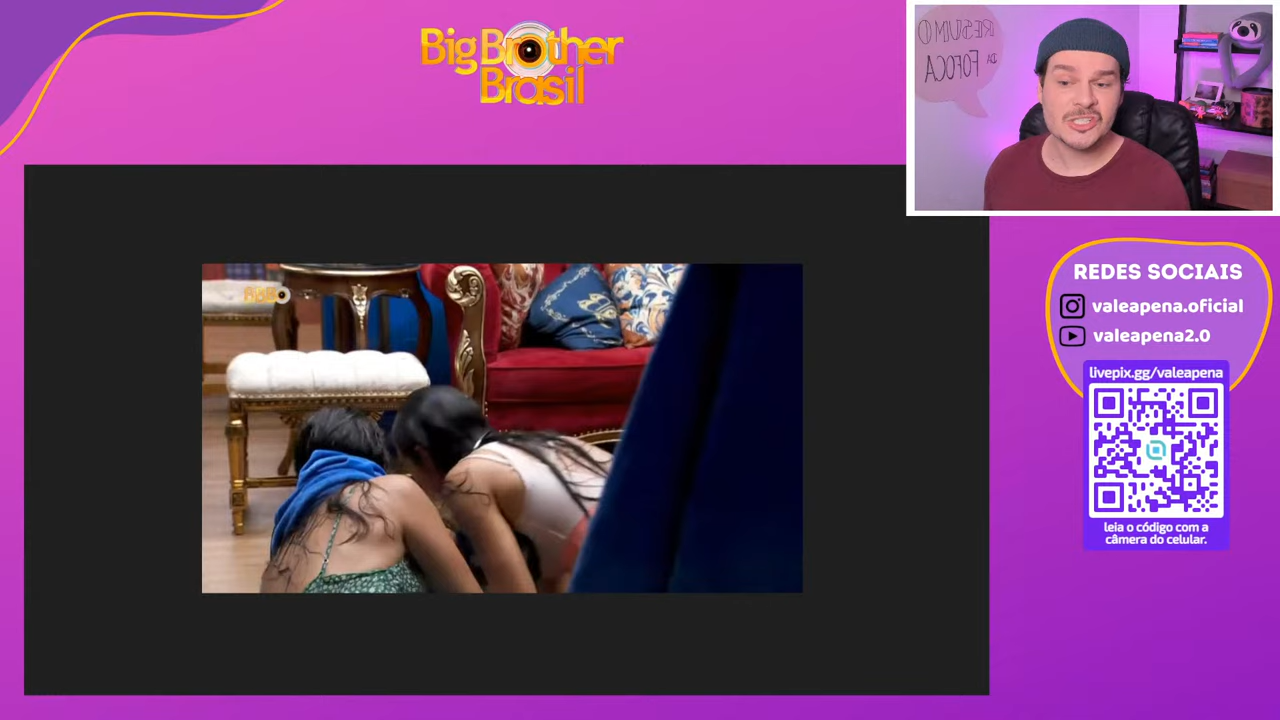 Big Brother
Brasil
RESUMO
DA
FOFOCA
REDES SOCIAIS
valeapena.oficial
valeapena2.0
livepix.gg/valeapena
leia o código com a
câmera do celular.